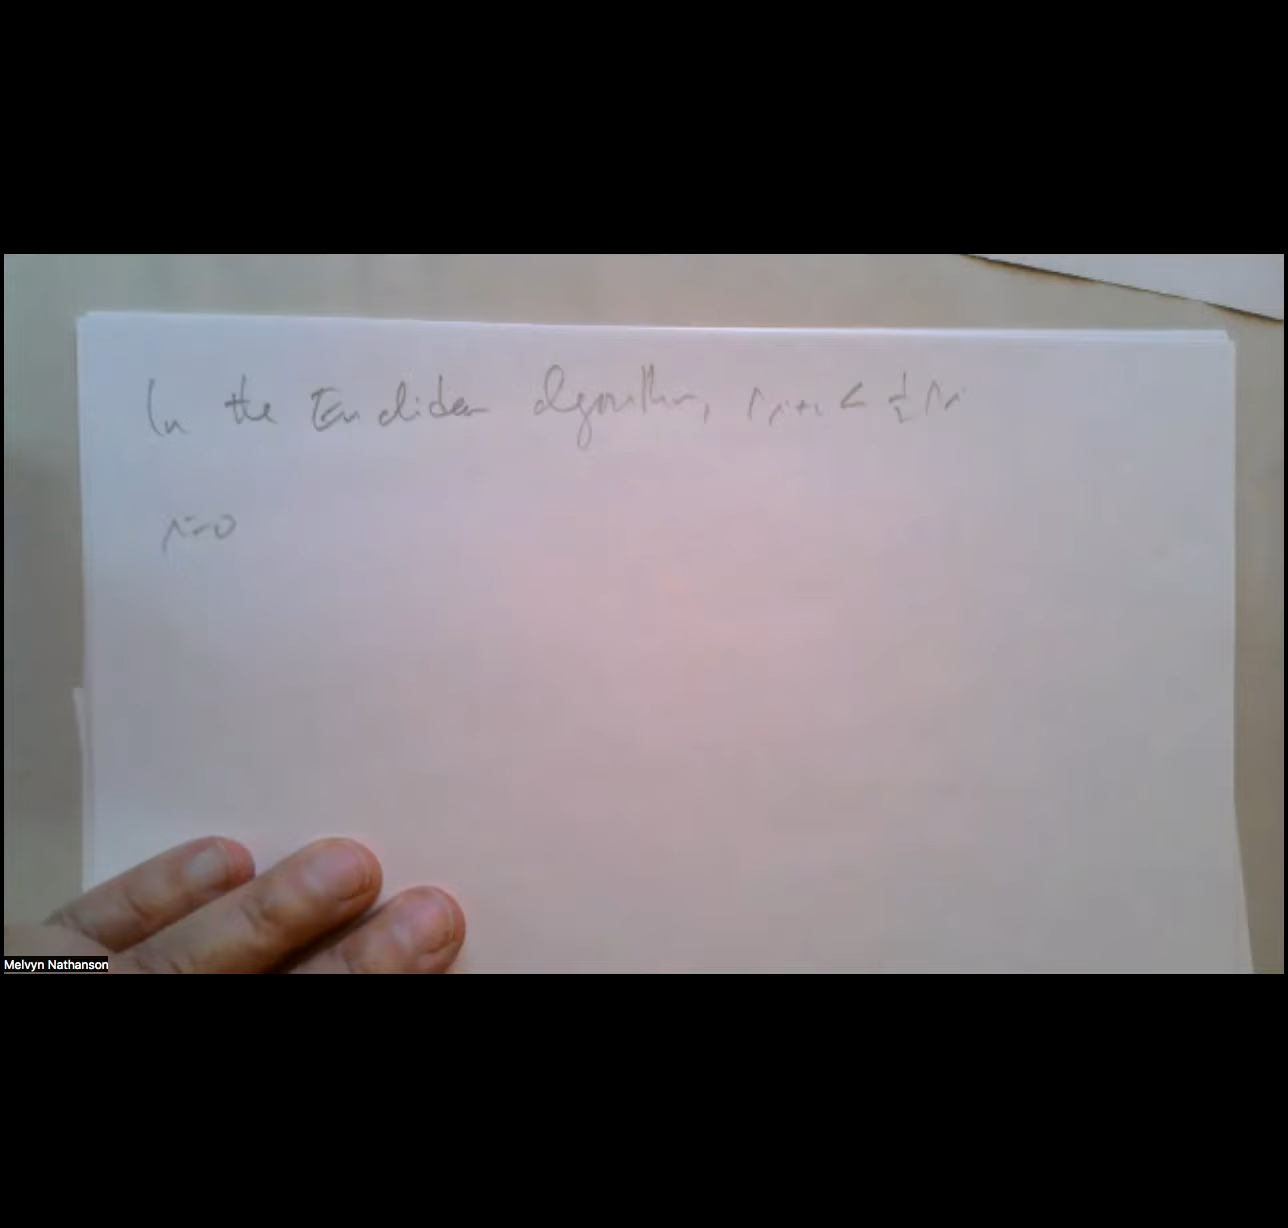 In the Euclidean algorithm, r_{i+2} < 1/2 r_i
i=0
Melvyn Nathanson